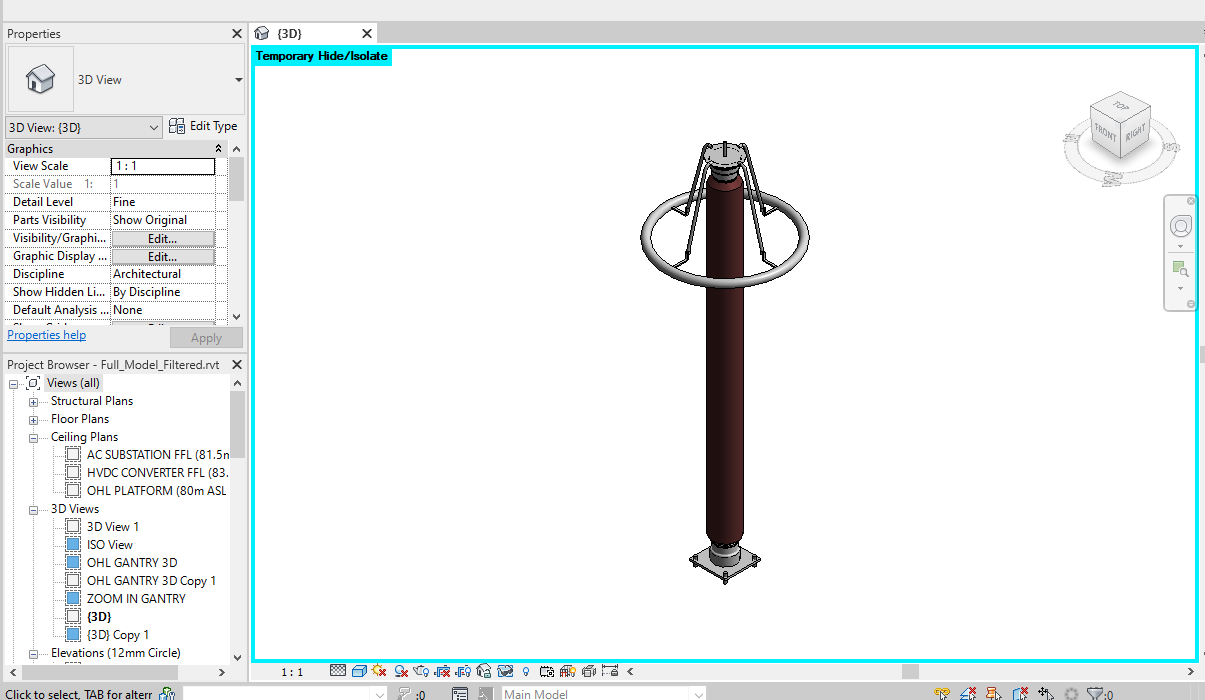 Properties
{3D}
Temporary Hide/Isolate
3D View
3D View: {3D}
Edit Type
Graphics
View Scale 1 : 1
Scale Value 1: 1
Detail Level Fine
Parts Visibility Show Original
Visibility/Graphi... Edit...
Graphic Display ... Edit...
Discipline Architectural
Show Hidden Li... By Discipline
Default Analysis ... None
Properties help
Apply
TOP
FRONT
RIGHT
Project Browser - Full_Model_Filtered.rvt
Views (all)
Structural Plans
Floor Plans
Ceiling Plans
AC SUBSTATION FFL (81.5m
HVDC CONVERTER FFL (83.
OHL PLATFORM (80m ASL
3D Views
3D View 1
ISO View
OHL GANTRY 3D
OHL GANTRY 3D Copy 1
ZOOM IN GANTRY
{3D}
{3D} Copy 1
Elevations (12mm Circle)
1 : 1
Click to select, TAB for altern
:0
Main Model
:0